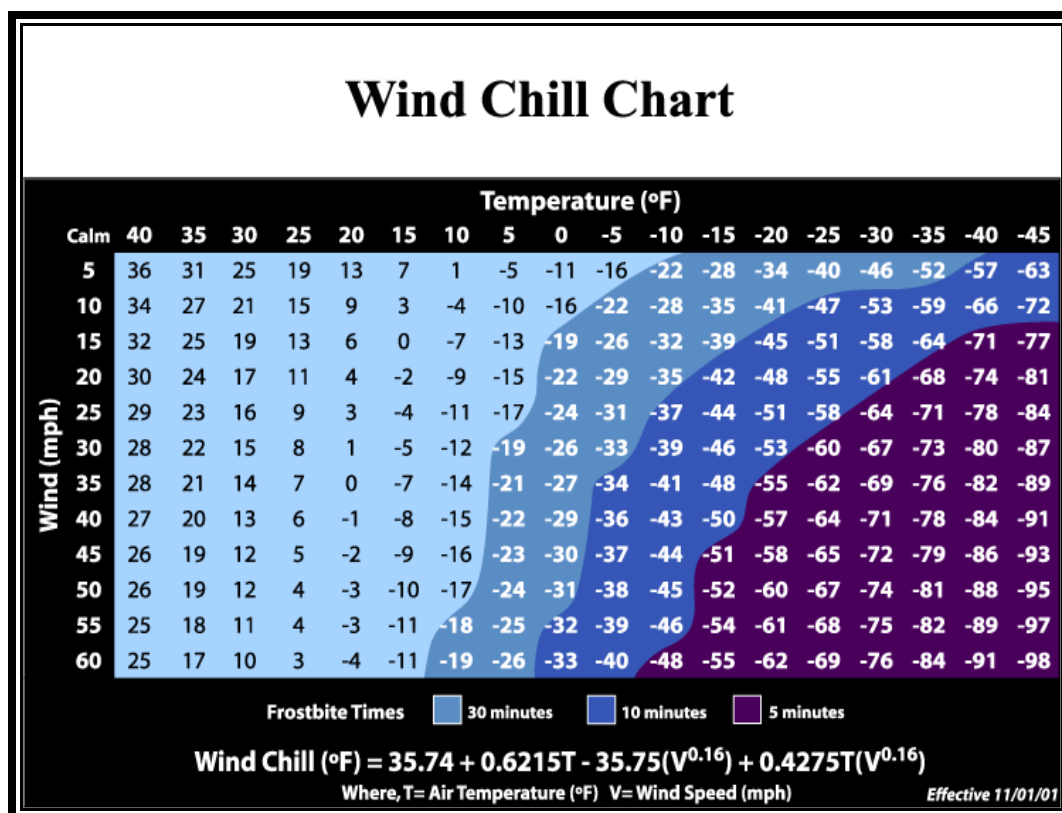 Wind Chill Chart
Temperature (ºF)
Calm 40 35 30 25 20 15 10 5 0 -5 -10 -15 -20 -25 -30 -35 -40 -45
5 36 31 25 19 13 7 1 -5 -11 -16 -22 -28 -34 -40 -46 -52 -57 -63
10 34 27 21 15 9 3 -4 -10 -16 -22 -28 -35 -41 -47 -53 -59 -66 -72
15 32 25 19 13 6 0 -7 -13 -19 -26 -32 -39 -45 -51 -58 -64 -71 -77
20 30 24 17 11 4 -2 -9 -15 -22 -29 -35 -42 -48 -55 -61 -68 -74 -81
25 29 23 16 9 3 -4 -11 -17 -24 -31 -37 -44 -51 -58 -64 -71 -78 -84
30 28 22 15 8 1 -5 -12 -19 -26 -33 -39 -46 -53 -60 -67 -73 -80 -87
35 28 21 14 7 0 -7 -14 -21 -27 -34 -41 -48 -55 -62 -69 -76 -82 -89
40 27 20 13 6 -1 -8 -15 -22 -29 -36 -43 -50 -57 -64 -71 -78 -84 -91
45 26 19 12 5 -2 -9 -16 -23 -30 -37 -44 -51 -58 -65 -72 -79 -86 -93
50 26 19 12 4 -3 -10 -17 -24 -31 -38 -45 -52 -60 -67 -74 -81 -88 -95
55 25 18 11 4 -3 -11 -18 -25 -32 -39 -46 -54 -61 -68 -75 -82 -89 -97
60 25 17 10 3 -4 -11 -19 -26 -33 -40 -48 -55 -62 -69 -76 -84 -91 -98
Wind (mph)
Frostbite Times 30 minutes 10 minutes 5 minutes
Wind Chill (ºF) = 35.74 + 0.6215T - 35.75(V^0.16) + 0.4275T(V^0.16)
Where, T= Air Temperature (ºF) V= Wind Speed (mph)
Effective 11/01/01